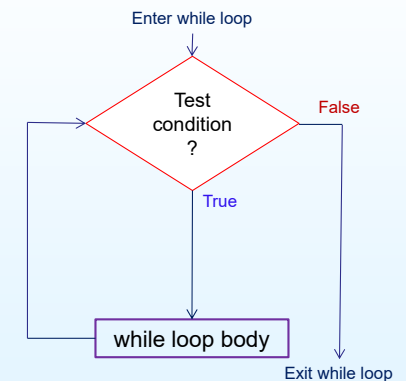 Enter while loop
Test
condition
?
False
True
while loop body
Exit while loop